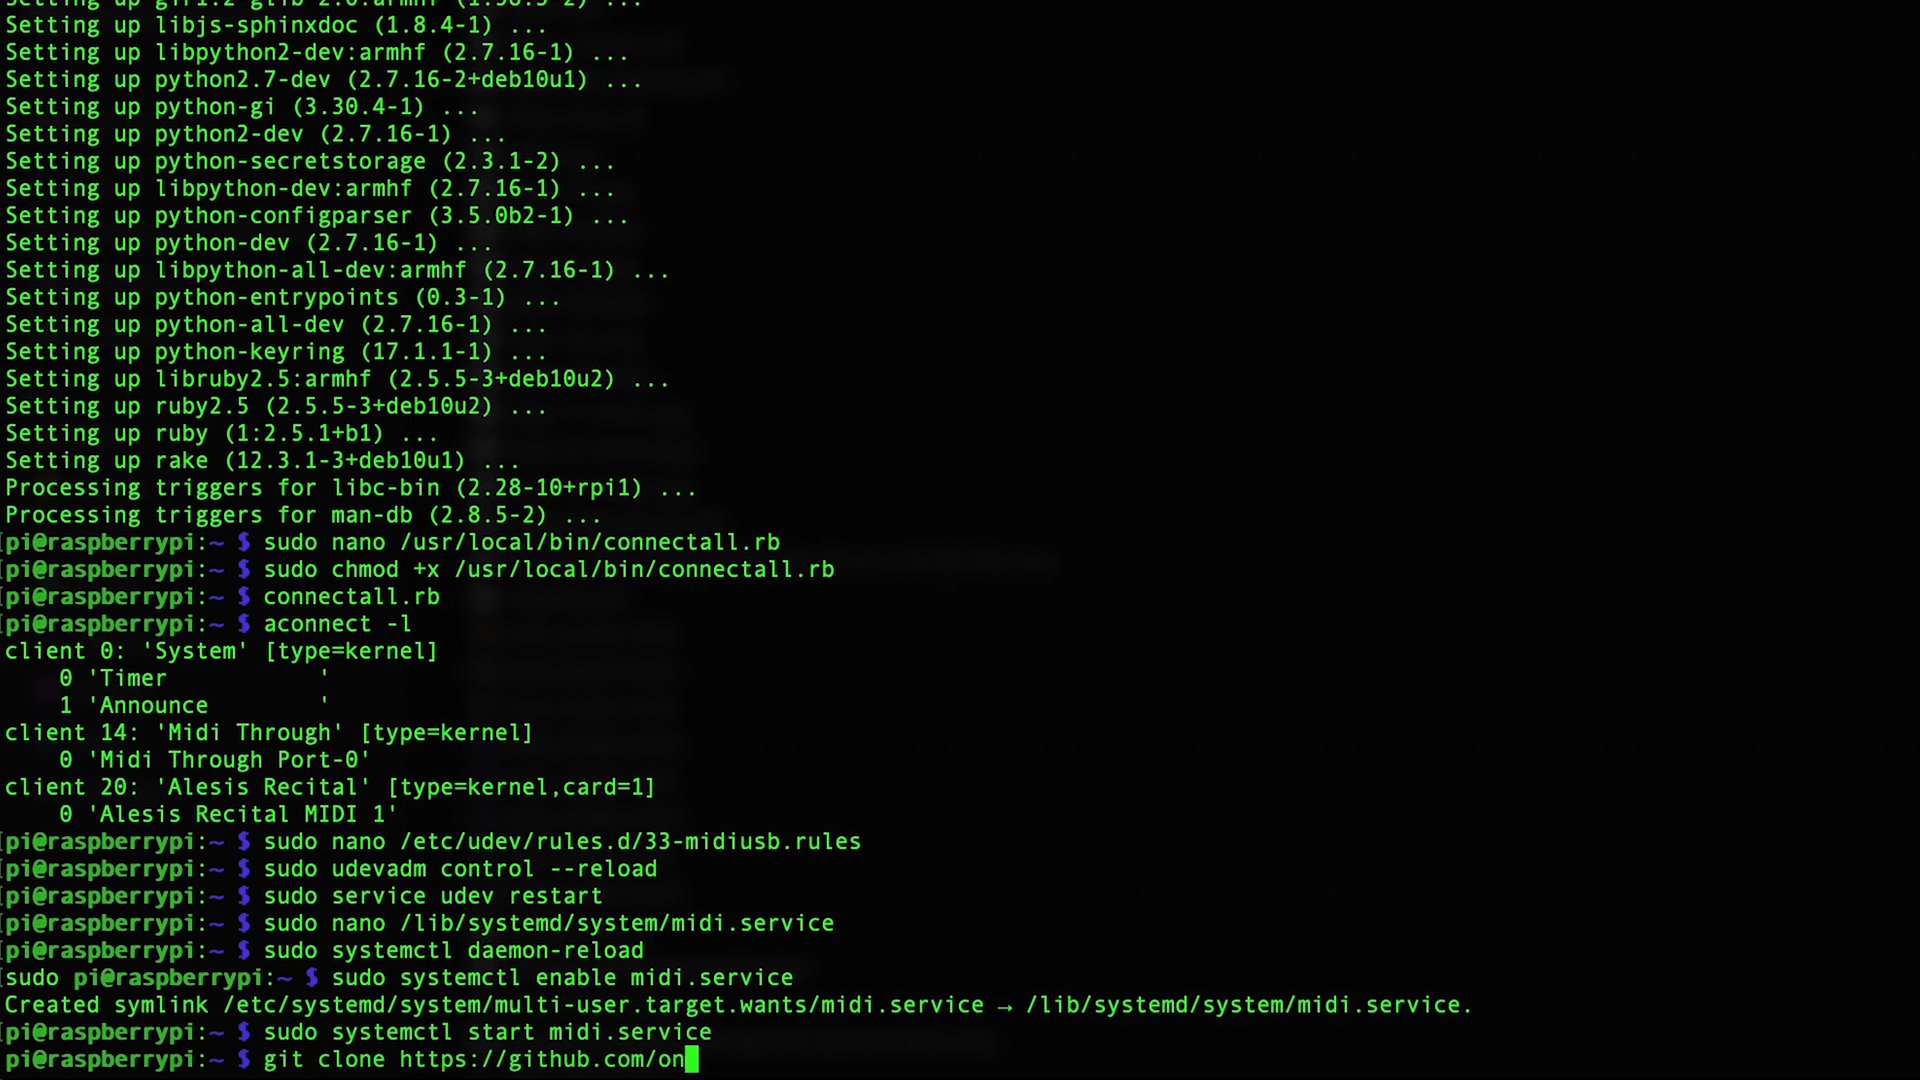 Setting up gir1.2-glib-2.0:armhf (1.58.3-2) ...
Setting up libjs-sphinxdoc (1.8.4-1) ...
Setting up libpython2-dev:armhf (2.7.16-1) ...
Setting up python2.7-dev (2.7.16-2+deb10u1) ...
Setting up python-gi (3.30.4-1) ...
Setting up python2-dev (2.7.16-1) ...
Setting up python-secretstorage (2.3.1-2) ...
Setting up libpython-dev:armhf (2.7.16-1) ...
Setting up python-configparser (3.5.0b2-1) ...
Setting up python-dev (2.7.16-1) ...
Setting up libpython-all-dev:armhf (2.7.16-1) ...
Setting up python-entrypoints (0.3-1) ...
Setting up python-all-dev (2.7.16-1) ...
Setting up python-keyring (17.1.1-1) ...
Setting up libruby2.5:armhf (2.5.5-3+deb10u2) ...
Setting up ruby2.5 (2.5.5-3+deb10u2) ...
Setting up ruby (1:2.5.1+b1) ...
Setting up rake (12.3.1-3+deb10u1) ...
Processing triggers for libc-bin (2.28-10+rpi1) ...
Processing triggers for man-db (2.8.5-2) ...
[pi@raspberrypi:~ $ sudo nano /usr/local/bin/connectall.rb
[pi@raspberrypi:~ $ sudo chmod +x /usr/local/bin/connectall.rb
[pi@raspberrypi:~ $ connectall.rb
[pi@raspberrypi:~ $ aconnect -l
client 0: 'System' [type=kernel]
    0 'Timer           '
    1 'Announce        '
client 14: 'Midi Through' [type=kernel]
    0 'Midi Through Port-0'
client 20: 'Alesis Recital' [type=kernel,card=1]
    0 'Alesis Recital MIDI 1'
[pi@raspberrypi:~ $ sudo nano /etc/udev/rules.d/33-midiusb.rules
[pi@raspberrypi:~ $ sudo udevadm control --reload
[pi@raspberrypi:~ $ sudo service udev restart
[pi@raspberrypi:~ $ sudo nano /lib/systemd/system/midi.service
[pi@raspberrypi:~ $ sudo systemctl daemon-reload
[sudo pi@raspberrypi:~ $ sudo systemctl enable midi.service
Created symlink /etc/systemd/system/multi-user.target.wants/midi.service → /lib/systemd/system/midi.service.
[pi@raspberrypi:~ $ sudo systemctl start midi.service
pi@raspberrypi:~ $ git clone https://github.com/on